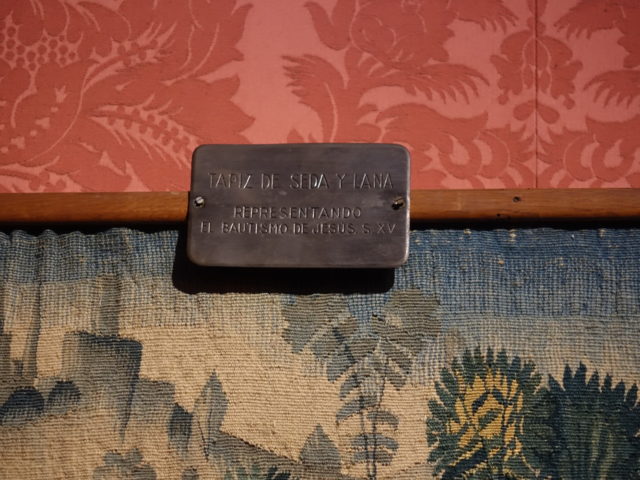 TAPIZ DE SEDA Y LANA
REPRESENTANDO
EL BAUTISMO DE JESUS, S. XV